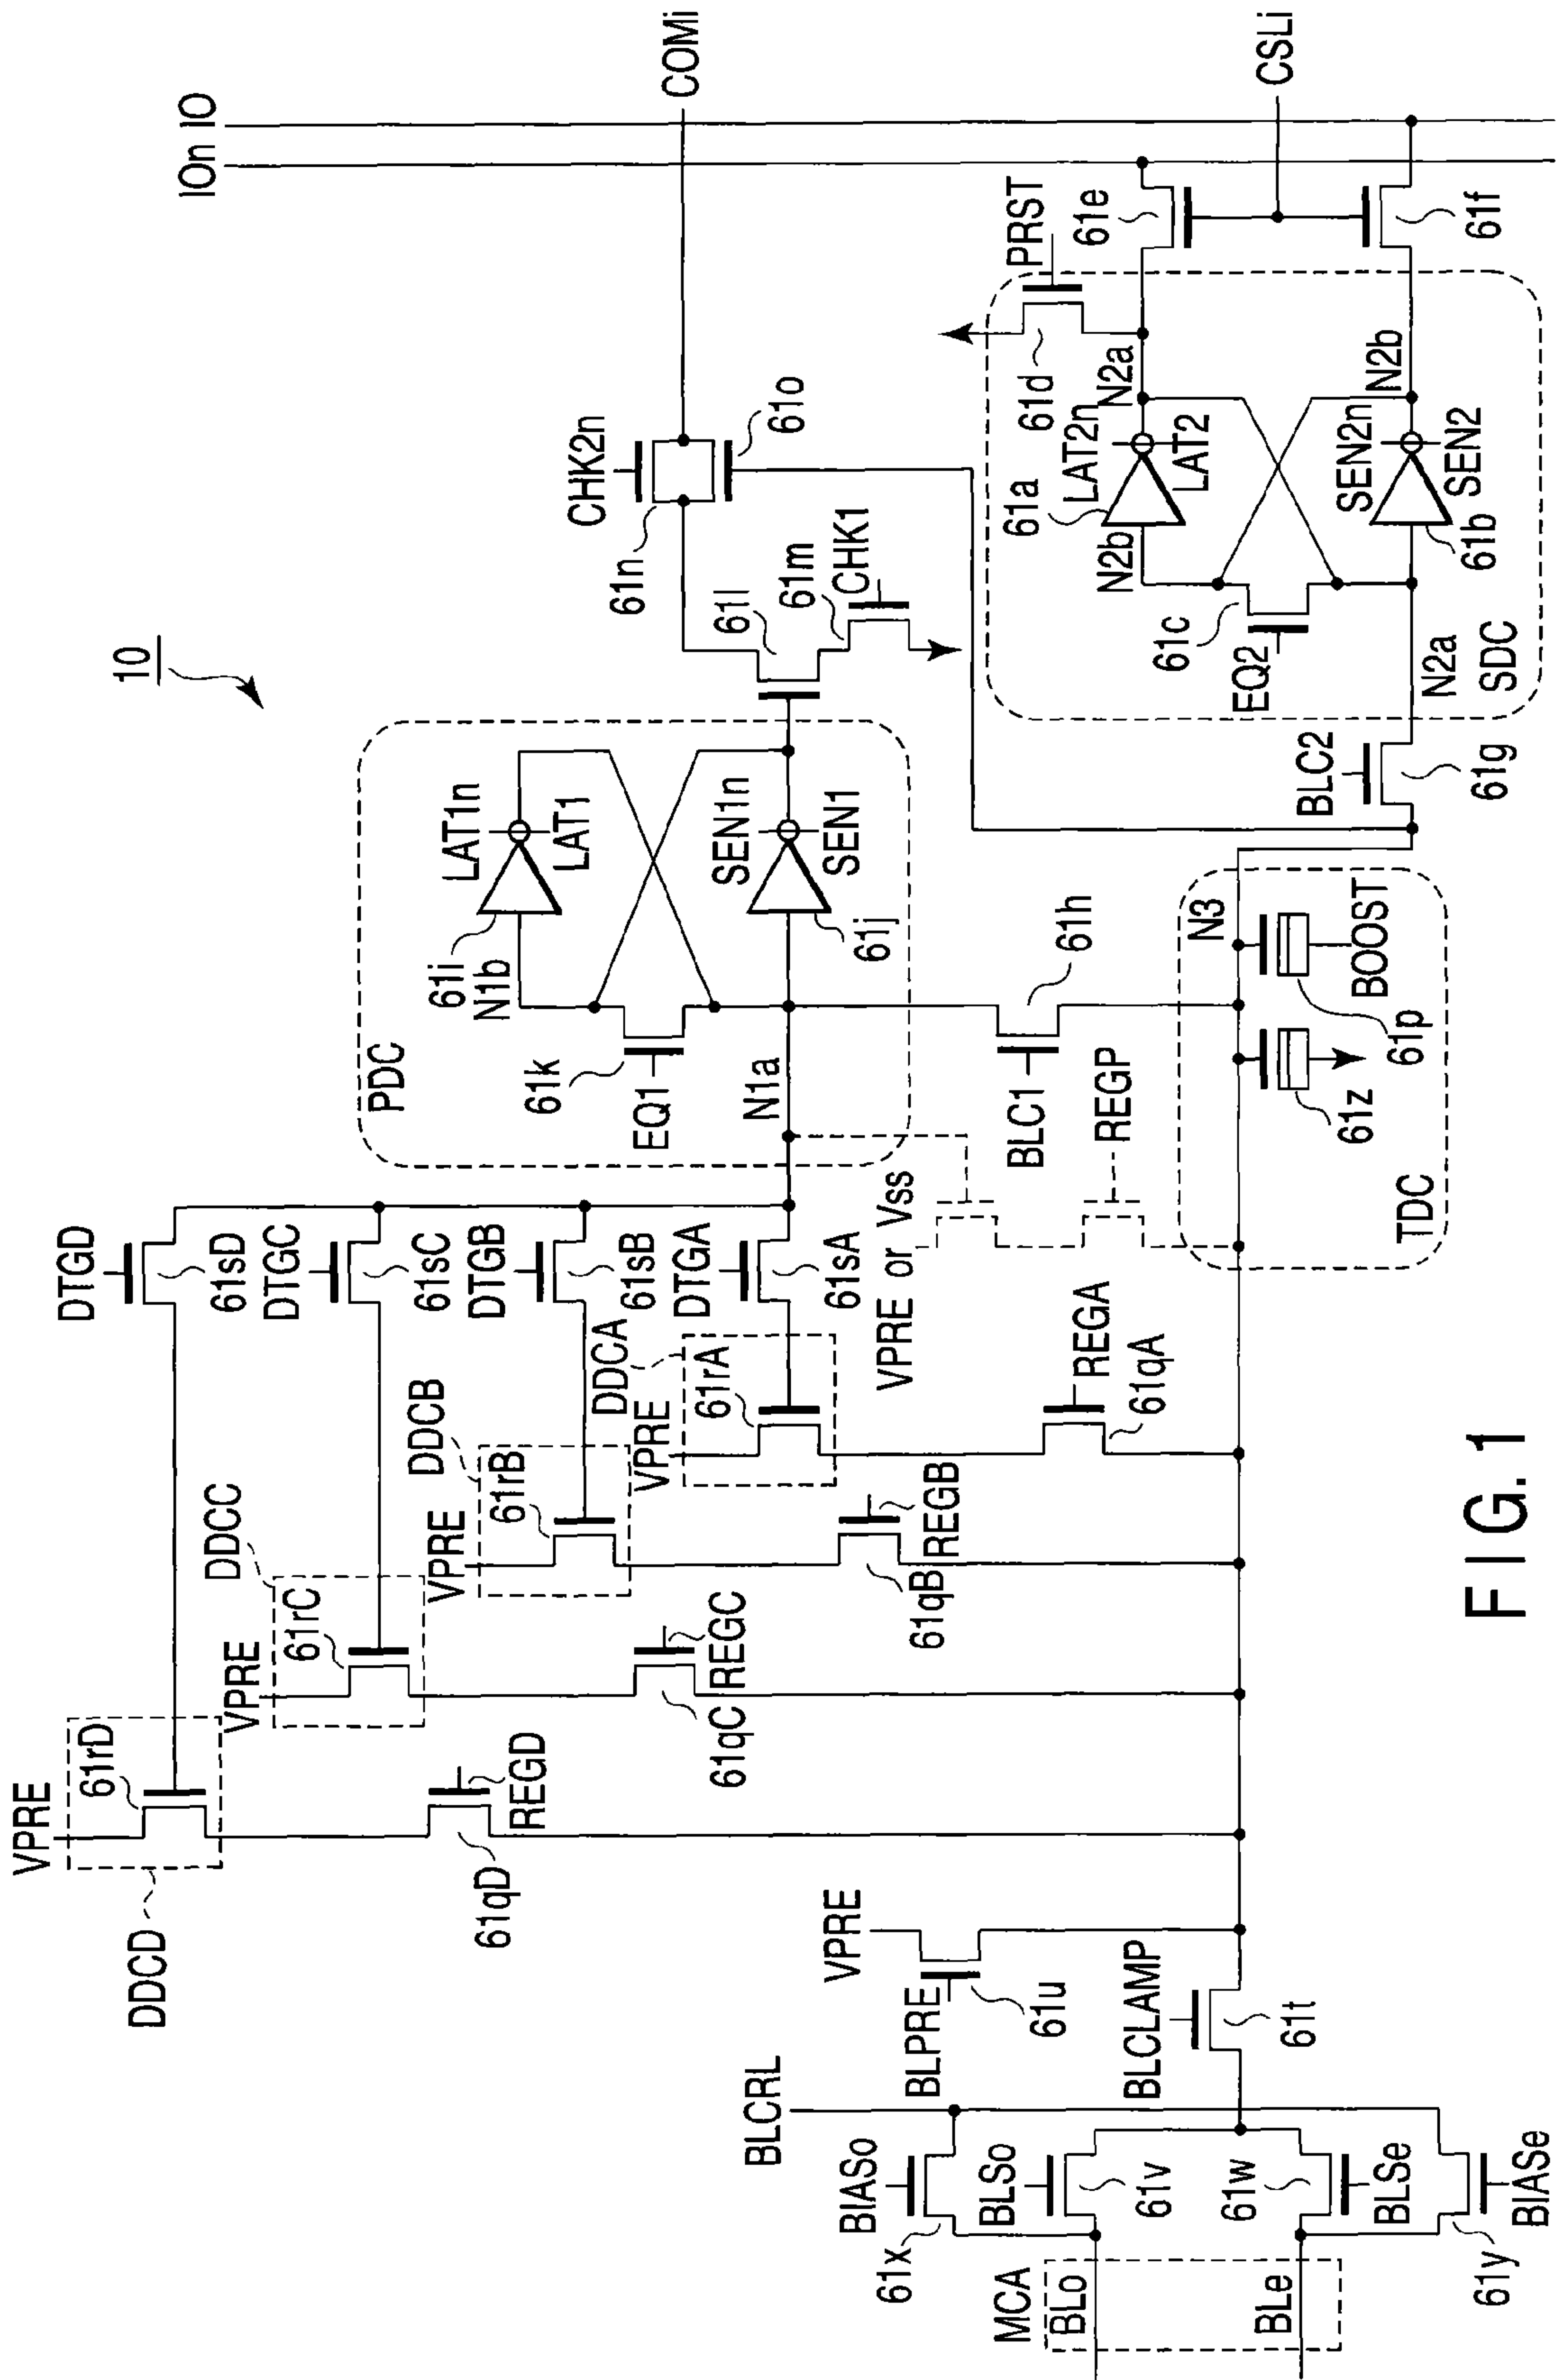 10
IOn
IO
COMi
CSLi
CHK2n
61n
61o
61l
61m
CHK1
PRST
61d
61e
61f
N2a
N2b
LAT2n
LAT2
61a
N2b
SEN2n
SEN2
61b
61c
EQ2
N2a
SDC
BLC2
61g
PDC
LAT1n
LAT1
61i
N1b
SEN1n
SEN1
61j
61k
EQ1
N1a
61h
BLC1
REGP
VPRE or Vss
N3
BOOST
61p
61z
TDC
DTGD
61sD
DTGC
61sC
DTGB
61sB
DTGA
61sA
DDCA
VPRE
61rA
REGA
61qA
DDCB
VPRE
61rB
REGB
61qB
DDCC
VPRE
61rC
REGC
61qC
VPRE
61rD
DDCD
REGD
61qD
VPRE
BLPRE
61u
BLCLAMP
61t
BLCRL
BIASo
61x
BLSo
61v
61w
BLSe
BIASe
61y
MCA
BLo
BLe
FIG. 1